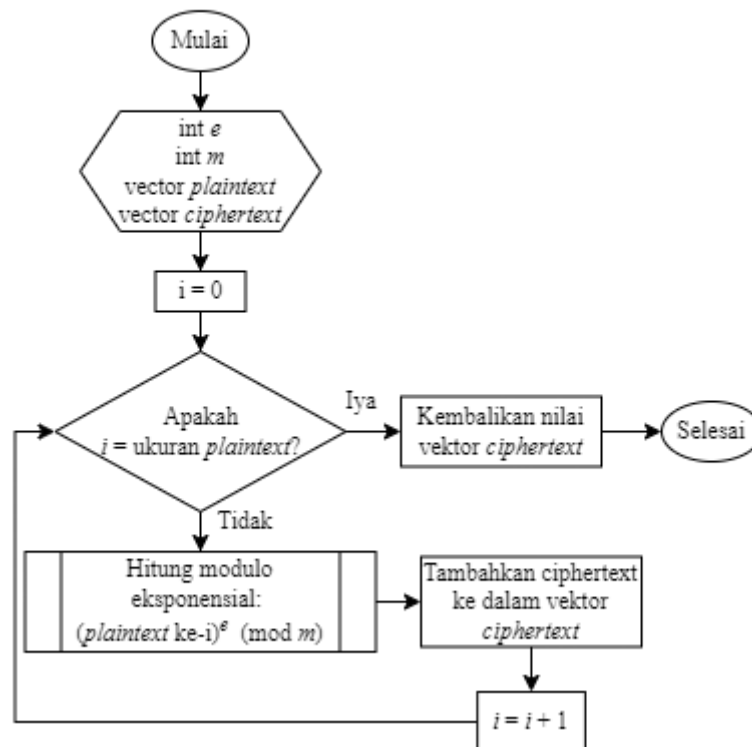 Mulai
int e
int m
vector plaintext
vector ciphertext
i = 0
Apakah
i = ukuran plaintext?
Iya
Kembalikan nilai
vektor ciphertext
Selesai
Tidak
Hitung modulo
eksponensial:
(plaintext ke-i)^e (mod m)
Tambahkan ciphertext
ke dalam vektor
ciphertext
i = i + 1